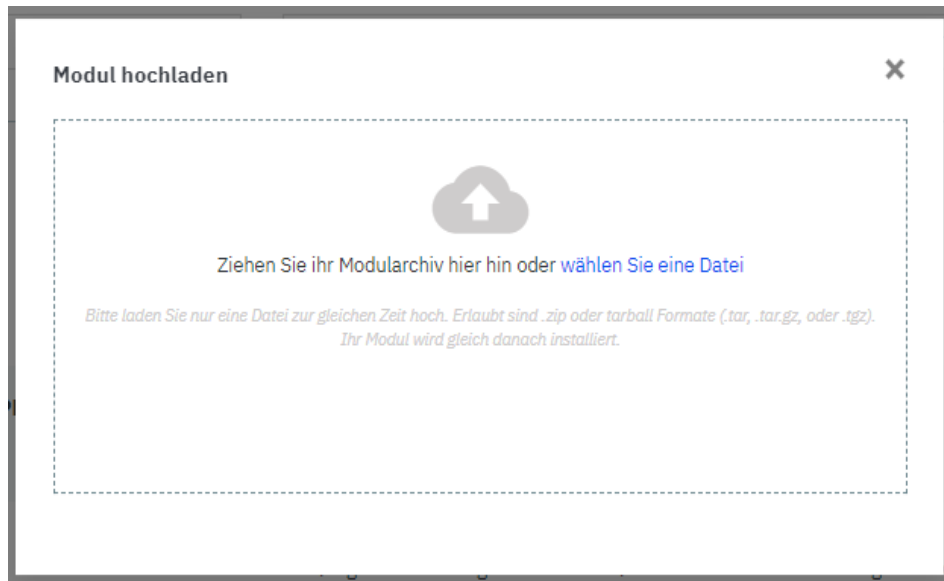 Modul hochladen
Ziehen Sie ihr Modularchiv hier hin oder wählen Sie eine Datei
Bitte laden Sie nur eine Datei zur gleichen Zeit hoch. Erlaubt sind .zip oder tarball Formate (.tar, .tar.gz, oder .tgz).
Ihr Modul wird gleich danach installiert.